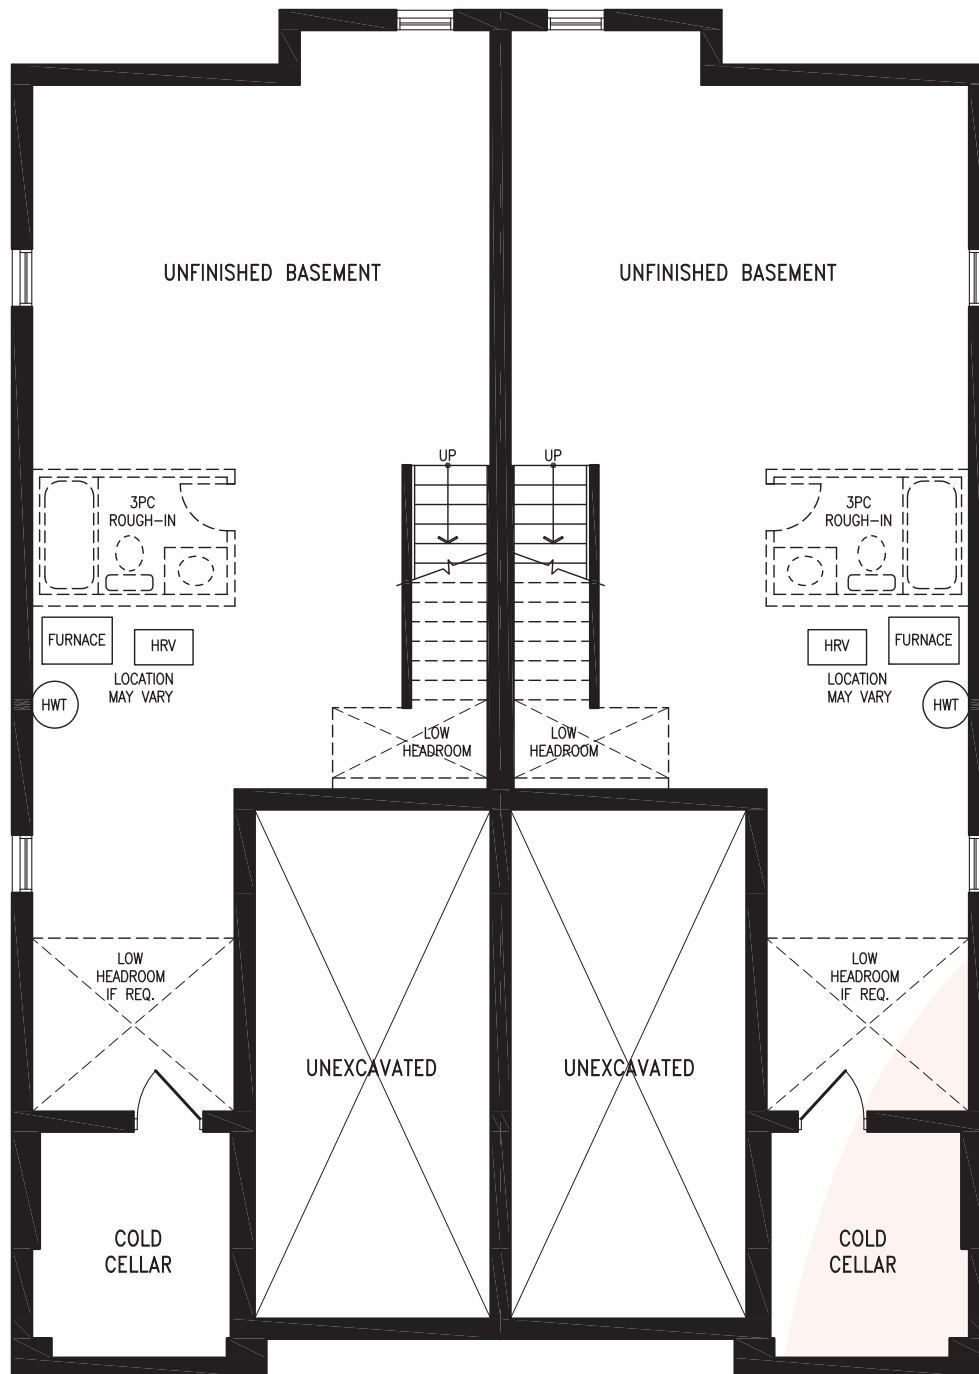 UNFINISHED BASEMENT
UNFINISHED BASEMENT
UP
UP
3PC
ROUGH-IN
3PC
ROUGH-IN
FURNACE
HRV
HRV
FURNACE
LOCATION
MAY VARY
LOCATION
MAY VARY
HWT
HWT
LOW
HEADROOM
LOW
HEADROOM
LOW
HEADROOM
IF REQ.
LOW
HEADROOM
IF REQ.
UNEXCAVATED
UNEXCAVATED
COLD
CELLAR
COLD
CELLAR